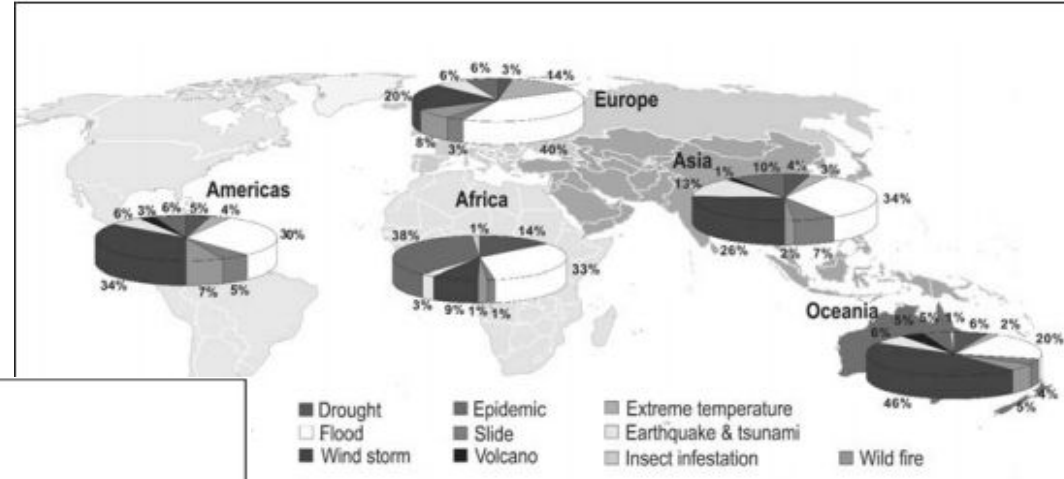 6% 6% 3% 14%
20%
Europe
8% 3% 40%
Asia
1% 10% 4% 3%
13%
34%
26% 2% 7%
Americas
6% 3% 6% 5% 4%
30%
34% 7% 5%
Africa
38% 1% 14%
33%
3% 9% 1% 1%
Oceania
6% 5% 5% 1% 6% 2%
20%
46% 5% 4%
Drought Epidemic Extreme temperature
Flood Slide Earthquake & tsunami
Wind storm Volcano Insect infestation Wild fire